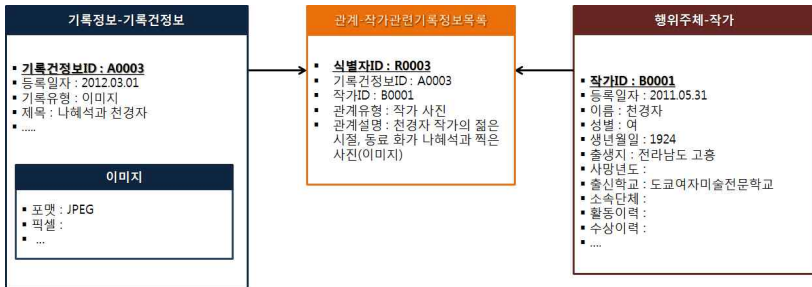 기록정보-기록건정보
▪ 기록건정보ID : A0003
▪ 등록일자 : 2012.03.01
▪ 기록유형 : 이미지
▪ 제목 : 나혜석과 천경자
▪ .....
이미지
▪ 포맷 : JPEG
▪ 픽셀 :
▪ ...
관계-작가관련기록정보목록
▪ 식별자ID : R0003
▪ 기록건정보ID : A0003
▪ 작가ID : B0001
▪ 관계유형 : 작가 사진
▪ 관계설명 : 천경자 작가의 젊은
시절, 동료 화가 나혜석과 찍은
사진(이미지)
행위주체-작가
▪ 작가ID : B0001
▪ 등록일자 : 2011.05.31
▪ 이름 : 천경자
▪ 성별 : 여
▪ 생년월일 : 1924
▪ 출생지 : 전라남도 고흥
▪ 사망년도 :
▪ 출신학교 : 도쿄여자미술전문학교
▪ 소속단체 :
▪ 활동이력 :
▪ 수상이력 :
▪ ....